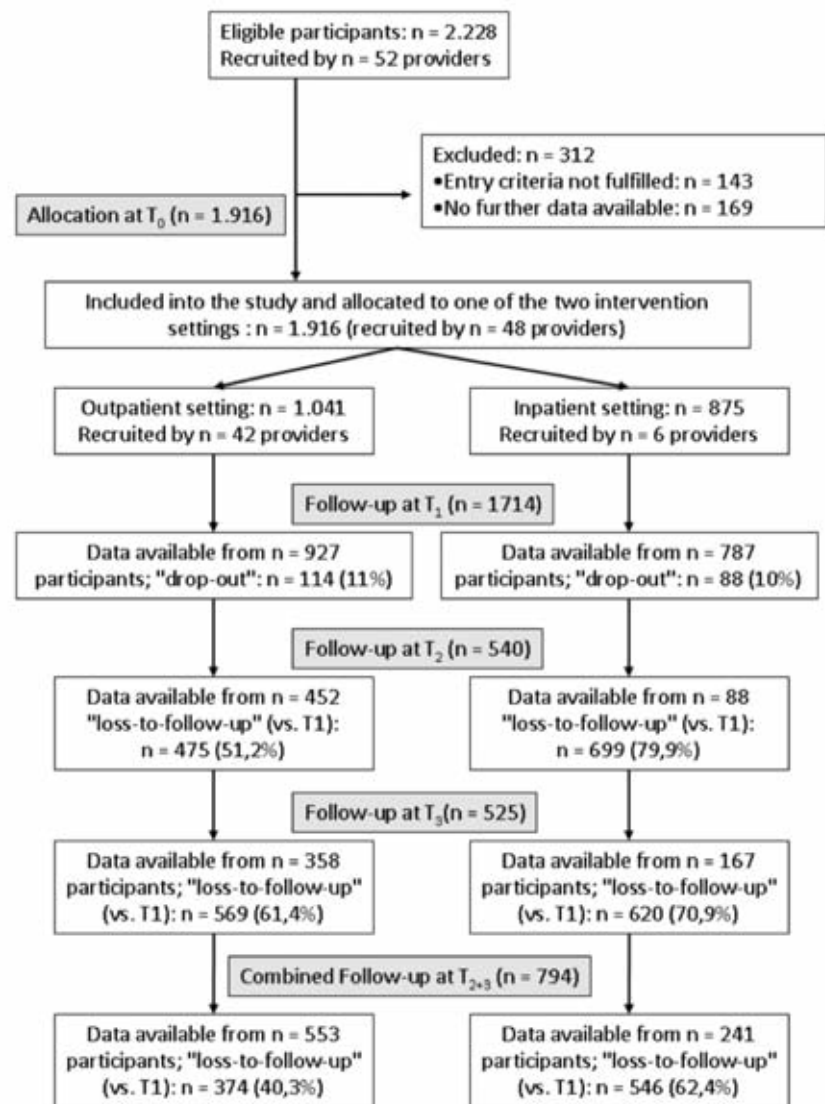 Eligible participants: n = 2.228
Recruited by n = 52 providers
Excluded: n = 312
•Entry criteria not fulfilled: n = 143
•No further data available: n = 169
Allocation at T0 (n = 1.916)
Included into the study and allocated to one of the two intervention
settings : n = 1.916 (recruited by n = 48 providers)
Outpatient setting: n = 1.041
Recruited by n = 42 providers
Inpatient setting: n = 875
Recruited by n = 6 providers
Follow-up at T1 (n = 1714)
Data available from n = 927
participants; "drop-out": n = 114 (11%)
Data available from n = 787
participants; "drop-out": n = 88 (10%)
Follow-up at T2 (n = 540)
Data available from n = 452
"loss-to-follow-up" (vs. T1):
n = 475 (51,2%)
Data available from n = 88
"loss-to-follow-up" (vs. T1):
n = 699 (79,9%)
Follow-up at T3(n = 525)
Data available from n = 358
participants; "loss-to-follow-up"
(vs. T1): n = 569 (61,4%)
Data available from n = 167
participants; "loss-to-follow-up"
(vs. T1): n = 620 (70,9%)
Combined Follow-up at T2+3 (n = 794)
Data available from n = 553
participants; "loss-to-follow-up"
(vs. T1): n = 374 (40,3%)
Data available from n = 241
participants; "loss-to-follow-up"
(vs. T1): n = 546 (62,4%)